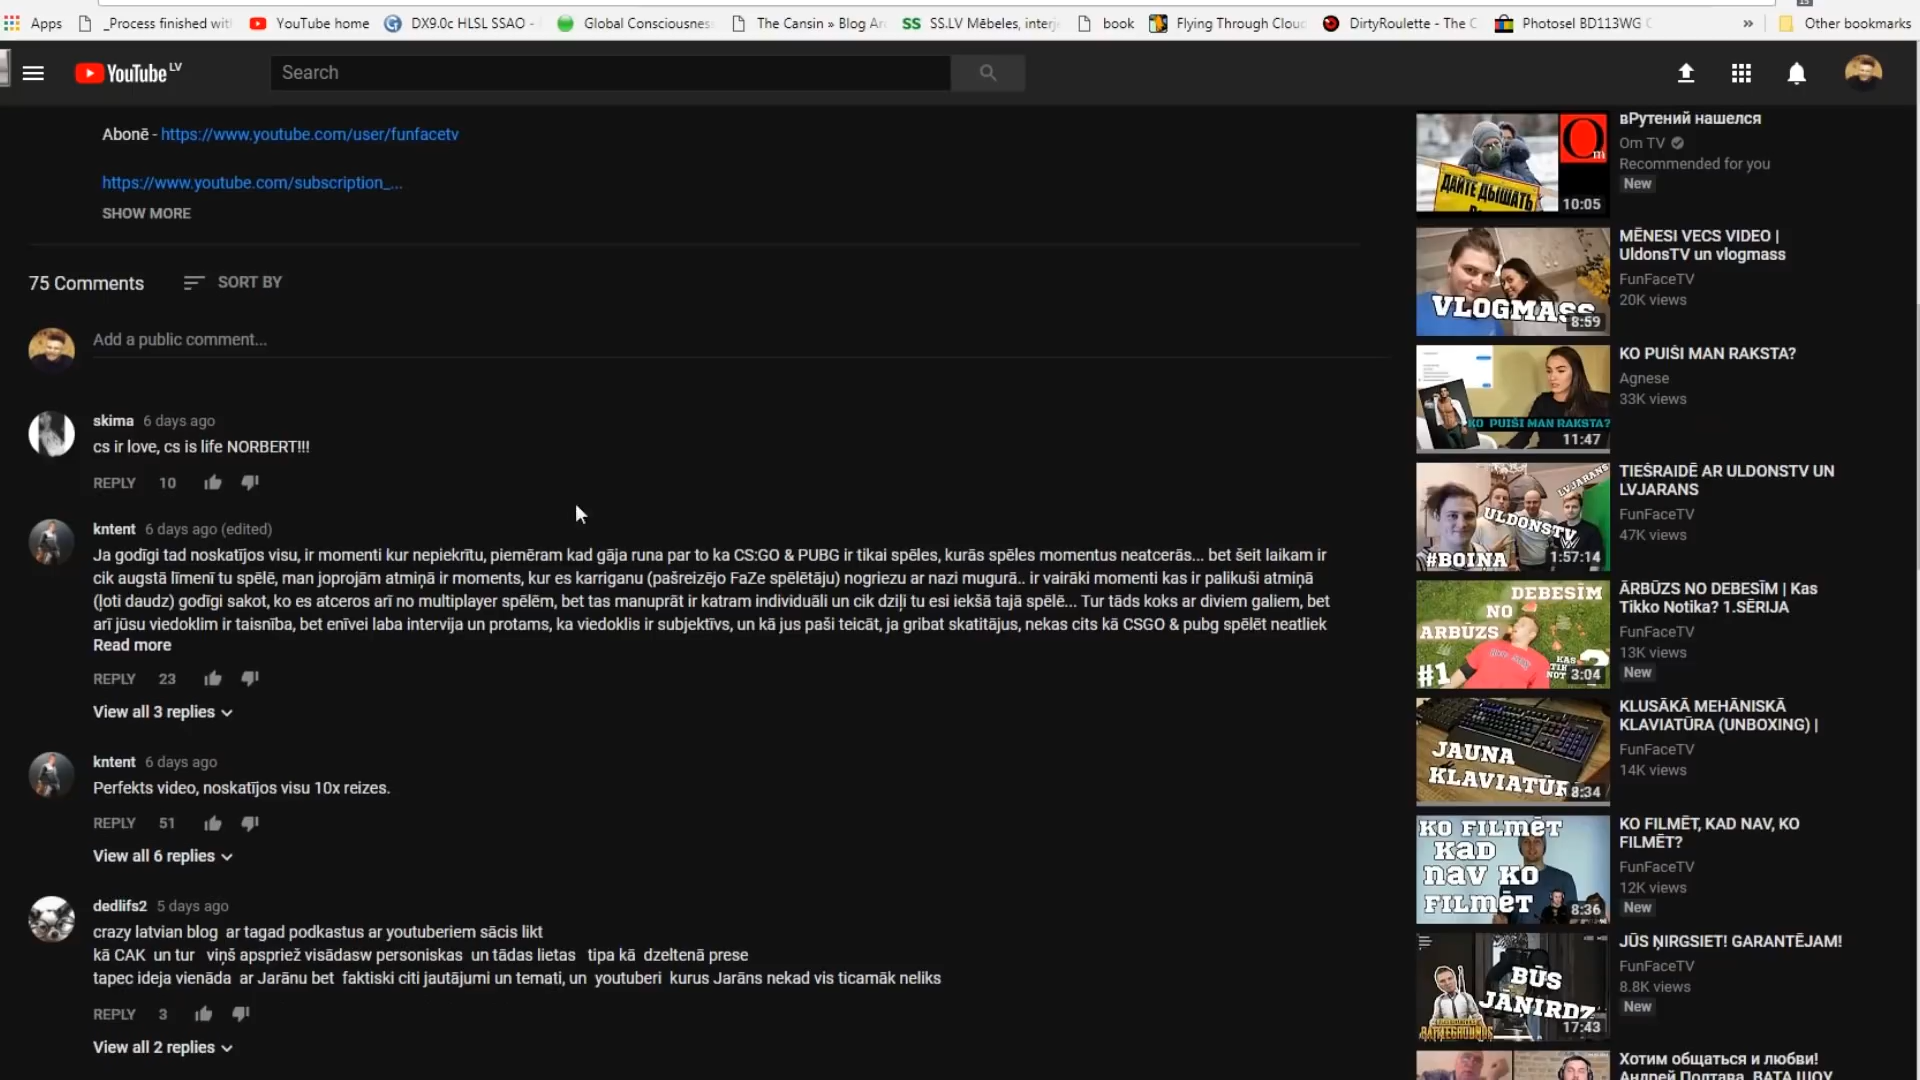 Apps
_Process finished wit
YouTube home
DX9.0c HLSL SSAO -
Global Consciousnes
The Cansin » Blog Ar
SS.LV Mēbeles, interj
book
Flying Through Clou
DirtyRoulette - The C
Photosel BD113WG
»
Other bookmarks
YouTube LV
Search
Abonē - https://www.youtube.com/user/funfacetv
https://www.youtube.com/subscription_...
SHOW MORE
75 Comments
SORT BY
Add a public comment...
skima 6 days ago
cs ir love, cs is life NORBERT!!!
REPLY 10
kntent 6 days ago (edited)
Ja godīgi tad noskatījos visu, ir momenti kur nepiekrītu, piemēram kad gāja runa par to ka CS:GO & PUBG ir tikai spēles, kurās spēles momentus neatcerās... bet šeit laikam ir
cik augstā līmenī tu spēlē, man joprojām atmiņā ir moments, kur es karriganu (pašreizējo FaZe spēlētāju) nogriezu ar nazi mugurā.. ir vairāki momenti kas ir palikuši atmiņā
(ļoti daudz) godīgi sakot, ko es atceros arī no multiplayer spēlēm, bet tas manuprāt ir katram individuāli un cik dziļi tu esi iekšā tajā spēlē... Tur tāds koks ar diviem galiem, bet
arī jūsu viedoklim ir taisnība, bet enīvei laba intervija un protams, ka viedoklis ir subjektīvs, un kā jus paši teicāt, ja gribat skatitājus, nekas cits kā CSGO & pubg spēlēt neatliek
Read more
REPLY 23
View all 3 replies
kntent 6 days ago
Perfekts video, noskatījos visu 10x reizes.
REPLY 51
View all 6 replies
dedlifs2 5 days ago
crazy latvian blog ar tagad podkastus ar youtuberiem sācis likt
kā CAK un tur viņš apspriež visādasw personiskas un tādas lietas tipa kā dzeltenā prese
tapec ideja vienāda ar Jarānu bet faktiski citi jautājumi un temati, un youtuberi kurus Jarāns nekad vis ticamāk neliks
REPLY 3
View all 2 replies
ДАЙТЕ ДЫШАТЬ
Om
10:05
вРутений нашелся
Om TV
Recommended for you
New
VLOGMASS
8:59
MĒNESI VECS VIDEO |
UldonsTV un vlogmass
FunFaceTV
20K views
KO PUIŠI MAN RAKSTA?
11:47
KO PUIŠI MAN RAKSTA?
Agnese
33K views
LVJARANS
ULDONSTV
#BOINA
1:57:14
TIEŠRAIDĒ AR ULDONSTV UN
LVJARANS
FunFaceTV
47K views
DEBESĪM
NO
ARBŪZS
#1
3:04
ĀRBŪZS NO DEBESĪM | Kas
Tikko Notika? 1.SĒRIJA
FunFaceTV
13K views
New
JAUNA
KLAVIATŪR
8:34
KLUSĀKĀ MEHĀNISKĀ
KLAVIATŪRA (UNBOXING) |
FunFaceTV
14K views
KO FILMĒT
KAD
NAV KO
FILMĒT
8:36
KO FILMĒT, KAD NAV, KO
FILMĒT?
FunFaceTV
12K views
New
BŪS
JĀŅIRDZ
BATTLEGROUNDS
17:43
JŪS ŅIRGSIET! GARANTĒJAM!
FunFaceTV
8.8K views
New
Хотим общаться и любви!
Андрей Полтава, ВАТА ШОУ